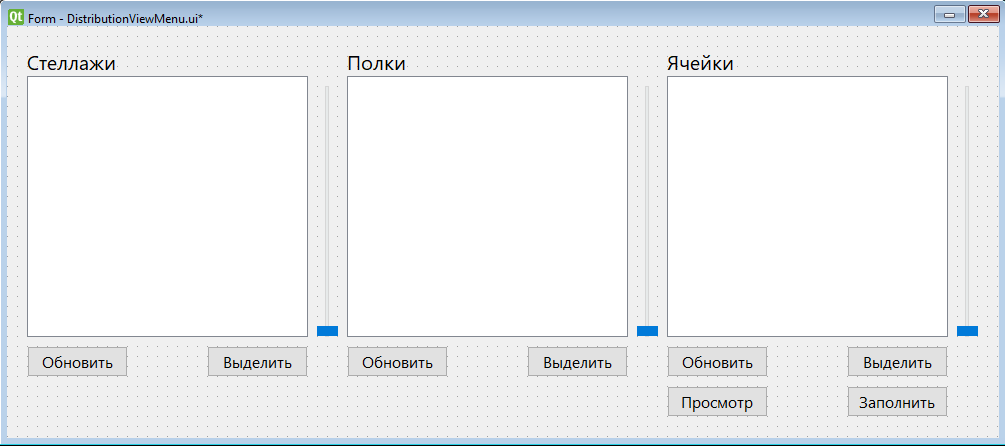 Qt Form - DistributionViewMenu.ui*
Стеллажи Полки Ячейки
Обновить Выделить Обновить Выделить Обновить Выделить
Просмотр Заполнить